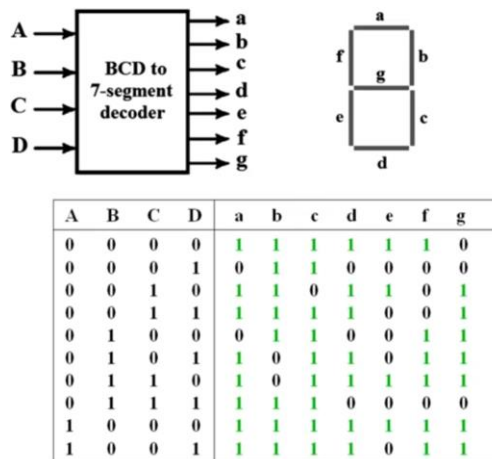 A
B
C
D
BCD to
7-segment
decoder
a
b
c
d
e
f
g
a
f b
g
e c
d
A B C D a b c d e f g
0 0 0 0 1 1 1 1 1 1 0
0 0 0 1 0 1 1 0 0 0 0
0 0 1 0 1 1 0 1 1 0 1
0 0 1 1 1 1 1 1 0 0 1
0 1 0 0 0 1 1 0 0 1 1
0 1 0 1 1 0 1 1 0 1 1
0 1 1 0 1 0 1 1 1 1 1
0 1 1 1 1 1 1 0 0 0 0
1 0 0 0 1 1 1 1 1 1 1
1 0 0 1 1 1 1 1 0 1 1